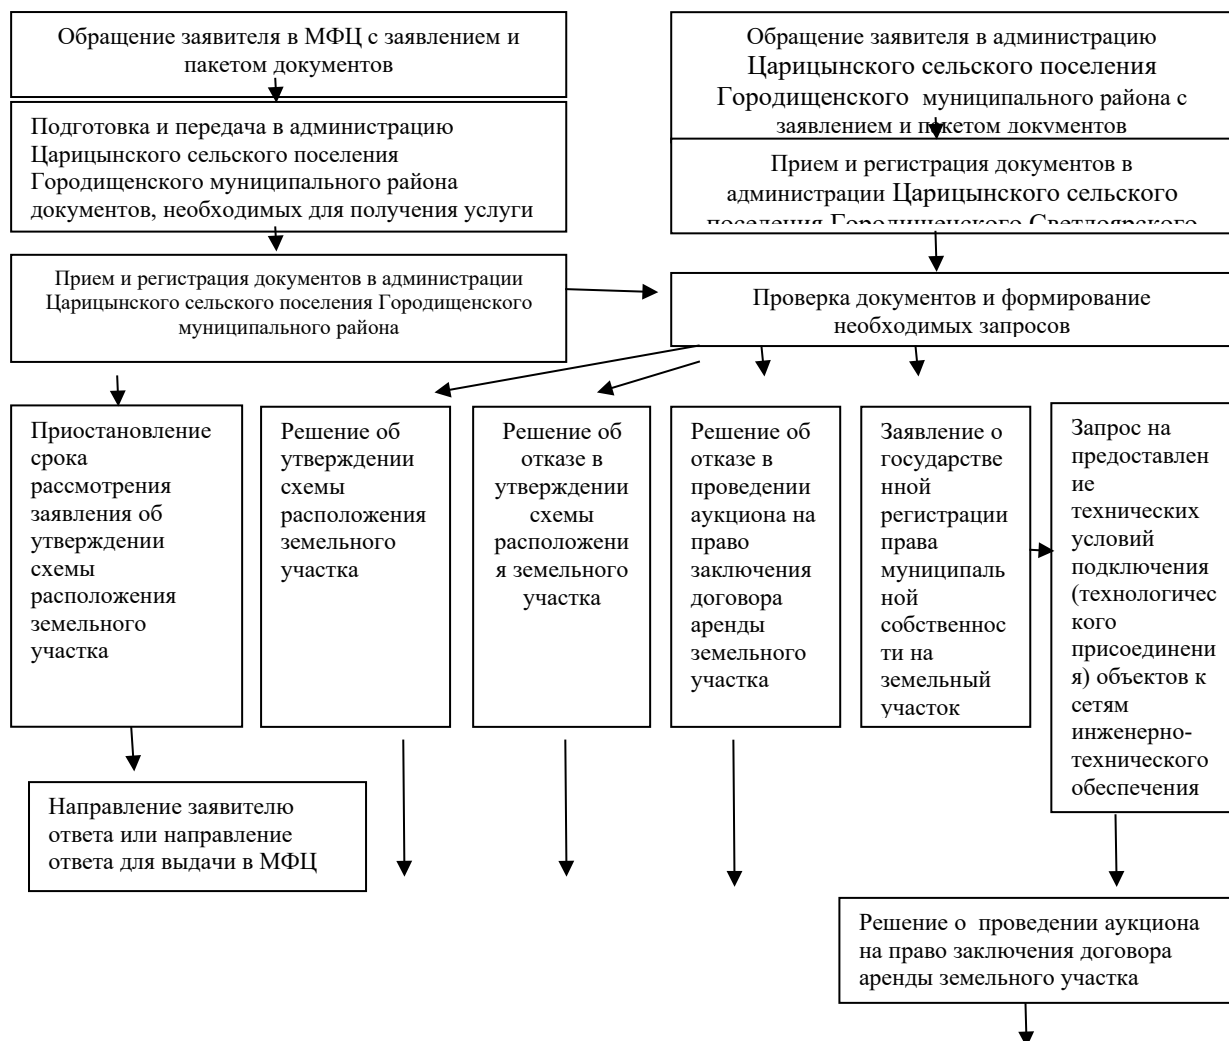 Обращение заявителя в МФЦ с заявлением и
пакетом документов
Обращение заявителя в администрацию
Царицынского сельского поселения
Городищенского муниципального района с
заявлением и пакетом документов
Подготовка и передача в администрацию
Царицынского сельского поселения
Городищенского муниципального района
документов, необходимых для получения услуги
Прием и регистрация документов в
администрации Царицынского сельского
поселения Городищенского Светлоярского
Прием и регистрация документов в администрации
Царицынского сельского поселения Городищенского
муниципального района
Проверка документов и формирование
необходимых запросов
Приостановление
срока
рассмотрения
заявления об
утверждении
схемы
расположения
земельного
участка
Решение об
утверждении
схемы
расположения
земельного
участка
Решение об
отказе в
утверждении
схемы
расположени
я земельного
участка
Решение об
отказе в
проведении
аукциона на
право
заключения
договора
аренды
земельного
участка
Заявление о
государстве
нной
регистрации
права
муниципаль
ной
собственнос
ти на
земельный
участок
Запрос на
предоставлен
ие
технических
условий
подключения
(технологичес
кого
присоединени
я) объектов к
сетям
инженерно-
технического
обеспечения
Направление заявителю
ответа или направление
ответа для выдачи в МФЦ
Решение о проведении аукциона
на право заключения договора
аренды земельного участка